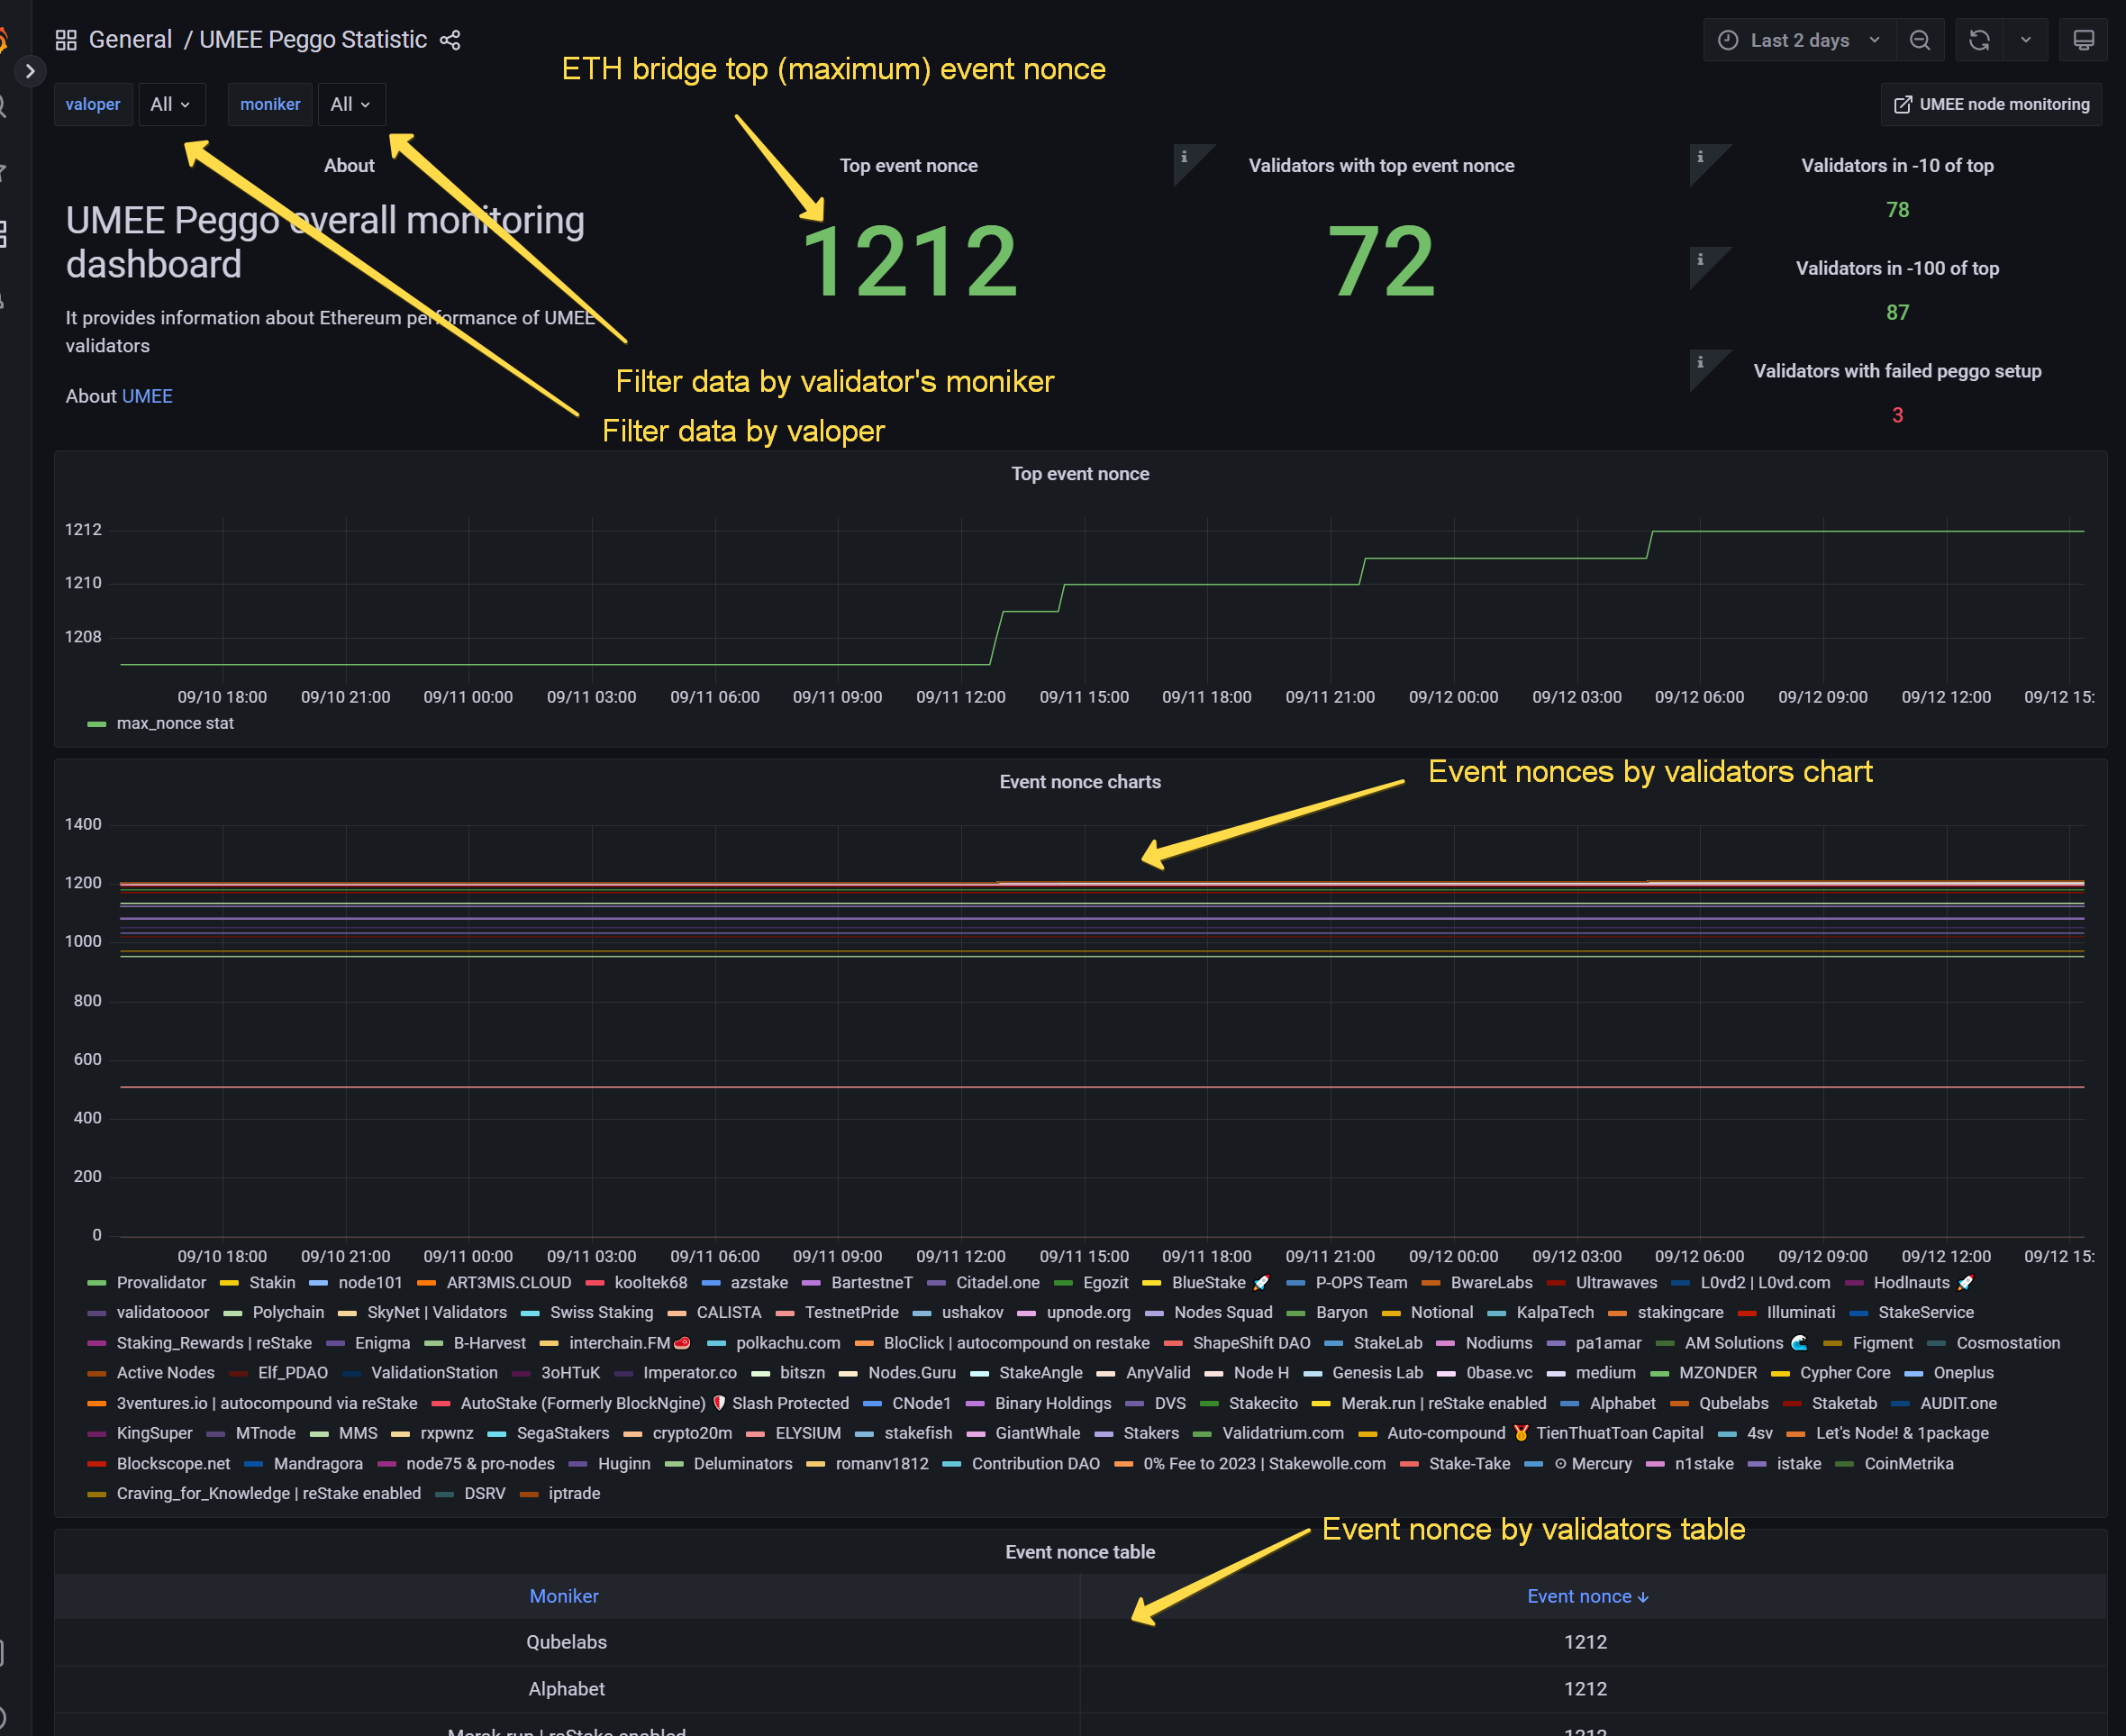 General / UMEE Peggo Statistic
Last 2 days
ETH bridge top (maximum) event nonce
valoper All moniker All
UMEE node monitoring
About
UMEE Peggo overall monitoring
dashboard
It provides information about Ethereum performance of UMEE
validators
About UMEE
Top event nonce
1212
Validators with top event nonce
72
Validators in -10 of top
78
Validators in -100 of top
87
Validators with failed peggo setup
3
Filter data by validator's moniker
Filter data by valoper
Top event nonce
1212
1210
1208
09/10 18:00 09/10 21:00 09/11 00:00 09/11 03:00 09/11 06:00 09/11 09:00 09/11 12:00 09/11 15:00 09/11 18:00 09/11 21:00 09/12 00:00 09/12 03:00 09/12 06:00 09/12 09:00 09/12 12:00 09/12 15:
max_nonce stat
Event nonces by validators chart
Event nonce charts
1400
1200
1000
800
600
400
200
0
09/10 18:00 09/10 21:00 09/11 00:00 09/11 03:00 09/11 06:00 09/11 09:00 09/11 12:00 09/11 15:00 09/11 18:00 09/11 21:00 09/12 00:00 09/12 03:00 09/12 06:00 09/12 09:00 09/12 12:00 09/12 15:
Provalidator Stakin node101 ART3MIS.CLOUD kooltek68 azstake BartestneT Citadel.one Egozit BlueStake 🚀 P-OPS Team BwareLabs Ultrawaves L0vd2 | L0vd.com Hodlnauts 🚀
validatoooor Polychain SkyNet | Validators Swiss Staking CALISTA TestnetPride ushakov upnode.org Nodes Squad Baryon Notional KalpaTech stakingcare Illuminati StakeService
Staking_Rewards | reStake Enigma B-Harvest interchain.FM🥩 polkachu.com BloClick | autocompound on restake ShapeShift DAO StakeLab Nodiums pa1amar AM Solutions 🌊 Figment Cosmostation
Active Nodes Elf_PDAO ValidationStation 3oHTuK Imperator.co bitszn Nodes.Guru StakeAngle AnyValid Node H Genesis Lab 0base.vc medium MZONDER Cypher Core Oneplus
3ventures.io | autocompound via reStake AutoStake (Formerly BlockNgine) 🛡 Slash Protected CNode1 Binary Holdings DVS Stakecito Merak.run | reStake enabled Alphabet Qubelabs Staketab AUDIT.one
KingSuper MTnode MMS rxpwnz SegaStakers crypto20m ELYSIUM stakefish GiantWhale Stakers Validatrium.com Auto-compound 🏅 TienThuatToan Capital 4sv Let's Node! & 1package
Blockscope.net Mandragora node75 & pro-nodes Huginn Deluminators romanv1812 Contribution DAO 0% Fee to 2023 | Stakewolle.com Stake-Take ⊙ Mercury n1stake istake CoinMetrika
Craving_for_Knowledge | reStake enabled DSRV iptrade
Event nonce by validators table
Event nonce table
Moniker Event nonce ↓
Qubelabs 1212
Alphabet 1212
Merak.run | reStake enabled 1212